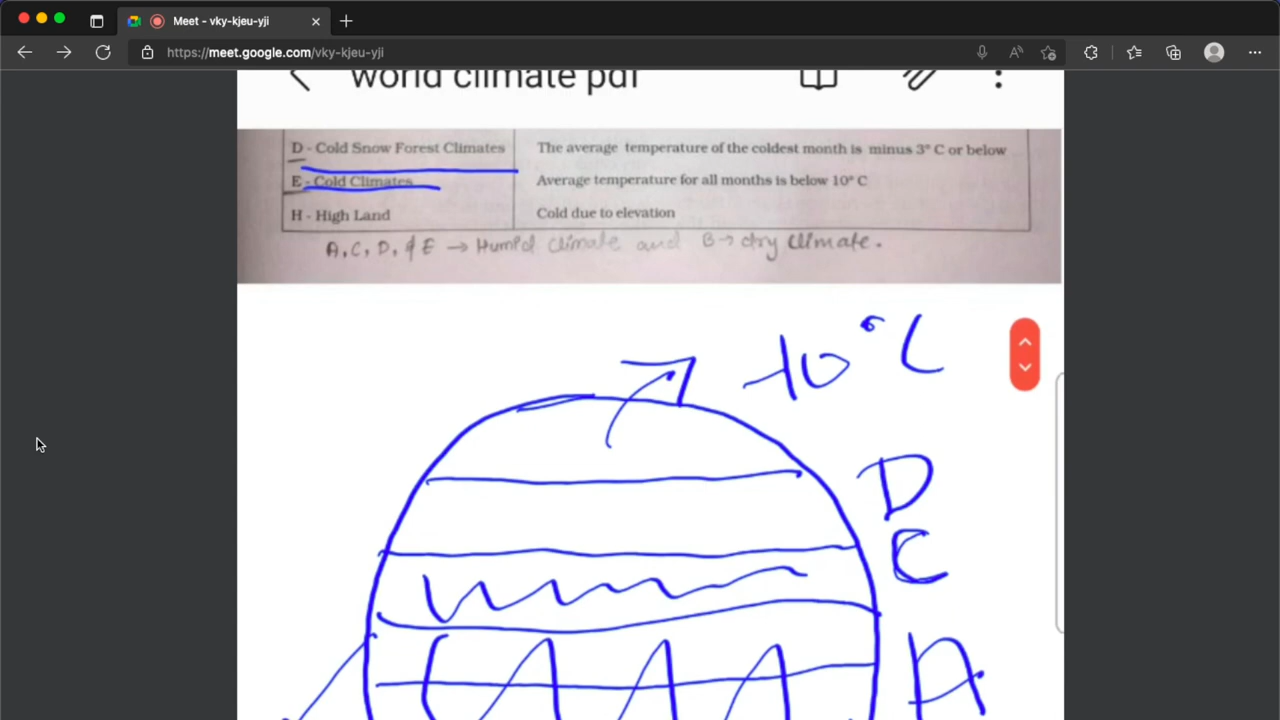 Meet - vky-kjeu-yji
https://meet.google.com/vky-kjeu-yji
world climate pdf
D - Cold Snow Forest Climates The average temperature of the coldest month is minus 3° C or below
E - Cold Climates Average temperature for all months is below 10° C
H - High Land Cold due to elevation
A, C, D, & E → Humid climate and B → dry climate.
10°C
D
C
A